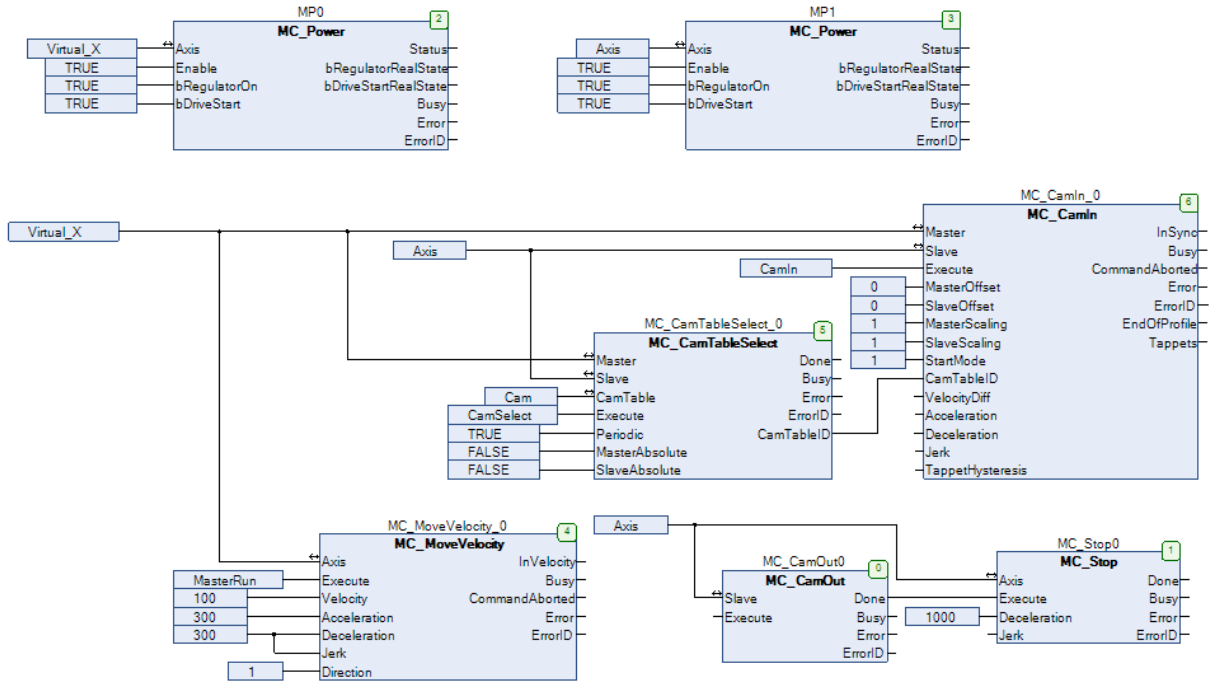 MP0
2
MC_Power
Virtual_X
Axis
Status
TRUE
Enable
bRegulatorRealState
TRUE
bRegulatorOn
bDriveStartRealState
TRUE
bDriveStart
Busy
Error
ErrorID
MP1
3
MC_Power
Axis
Axis
Status
TRUE
Enable
bRegulatorRealState
TRUE
bRegulatorOn
bDriveStartRealState
TRUE
bDriveStart
Busy
Error
ErrorID
Virtual_X
Axis
MC_CamIn_0
6
MC_CamIn
Master
InSync
Slave
Busy
CamIn
Execute
CommandAborted
0
MasterOffset
Error
0
SlaveOffset
ErrorID
1
MasterScaling
EndOfProfile
1
SlaveScaling
Tappets
1
StartMode
CamTableID
VelocityDiff
Acceleration
Deceleration
Jerk
TappetHysteresis
MC_CamTableSelect_0
5
MC_CamTableSelect
Master
Done
Slave
Busy
Cam
CamTable
Error
CamSelect
Execute
ErrorID
TRUE
Periodic
CamTableID
FALSE
MasterAbsolute
FALSE
SlaveAbsolute
MC_MoveVelocity_0
4
MC_MoveVelocity
Axis
InVelocity
MasterRun
Execute
Busy
100
Velocity
CommandAborted
300
Acceleration
Error
300
Deceleration
ErrorID
Jerk
1
Direction
Axis
MC_CamOut0
0
MC_CamOut
Slave
Done
Execute
Busy
Error
ErrorID
MC_Stop0
1
MC_Stop
Axis
Done
Execute
Busy
1000
Deceleration
Error
Jerk
ErrorID